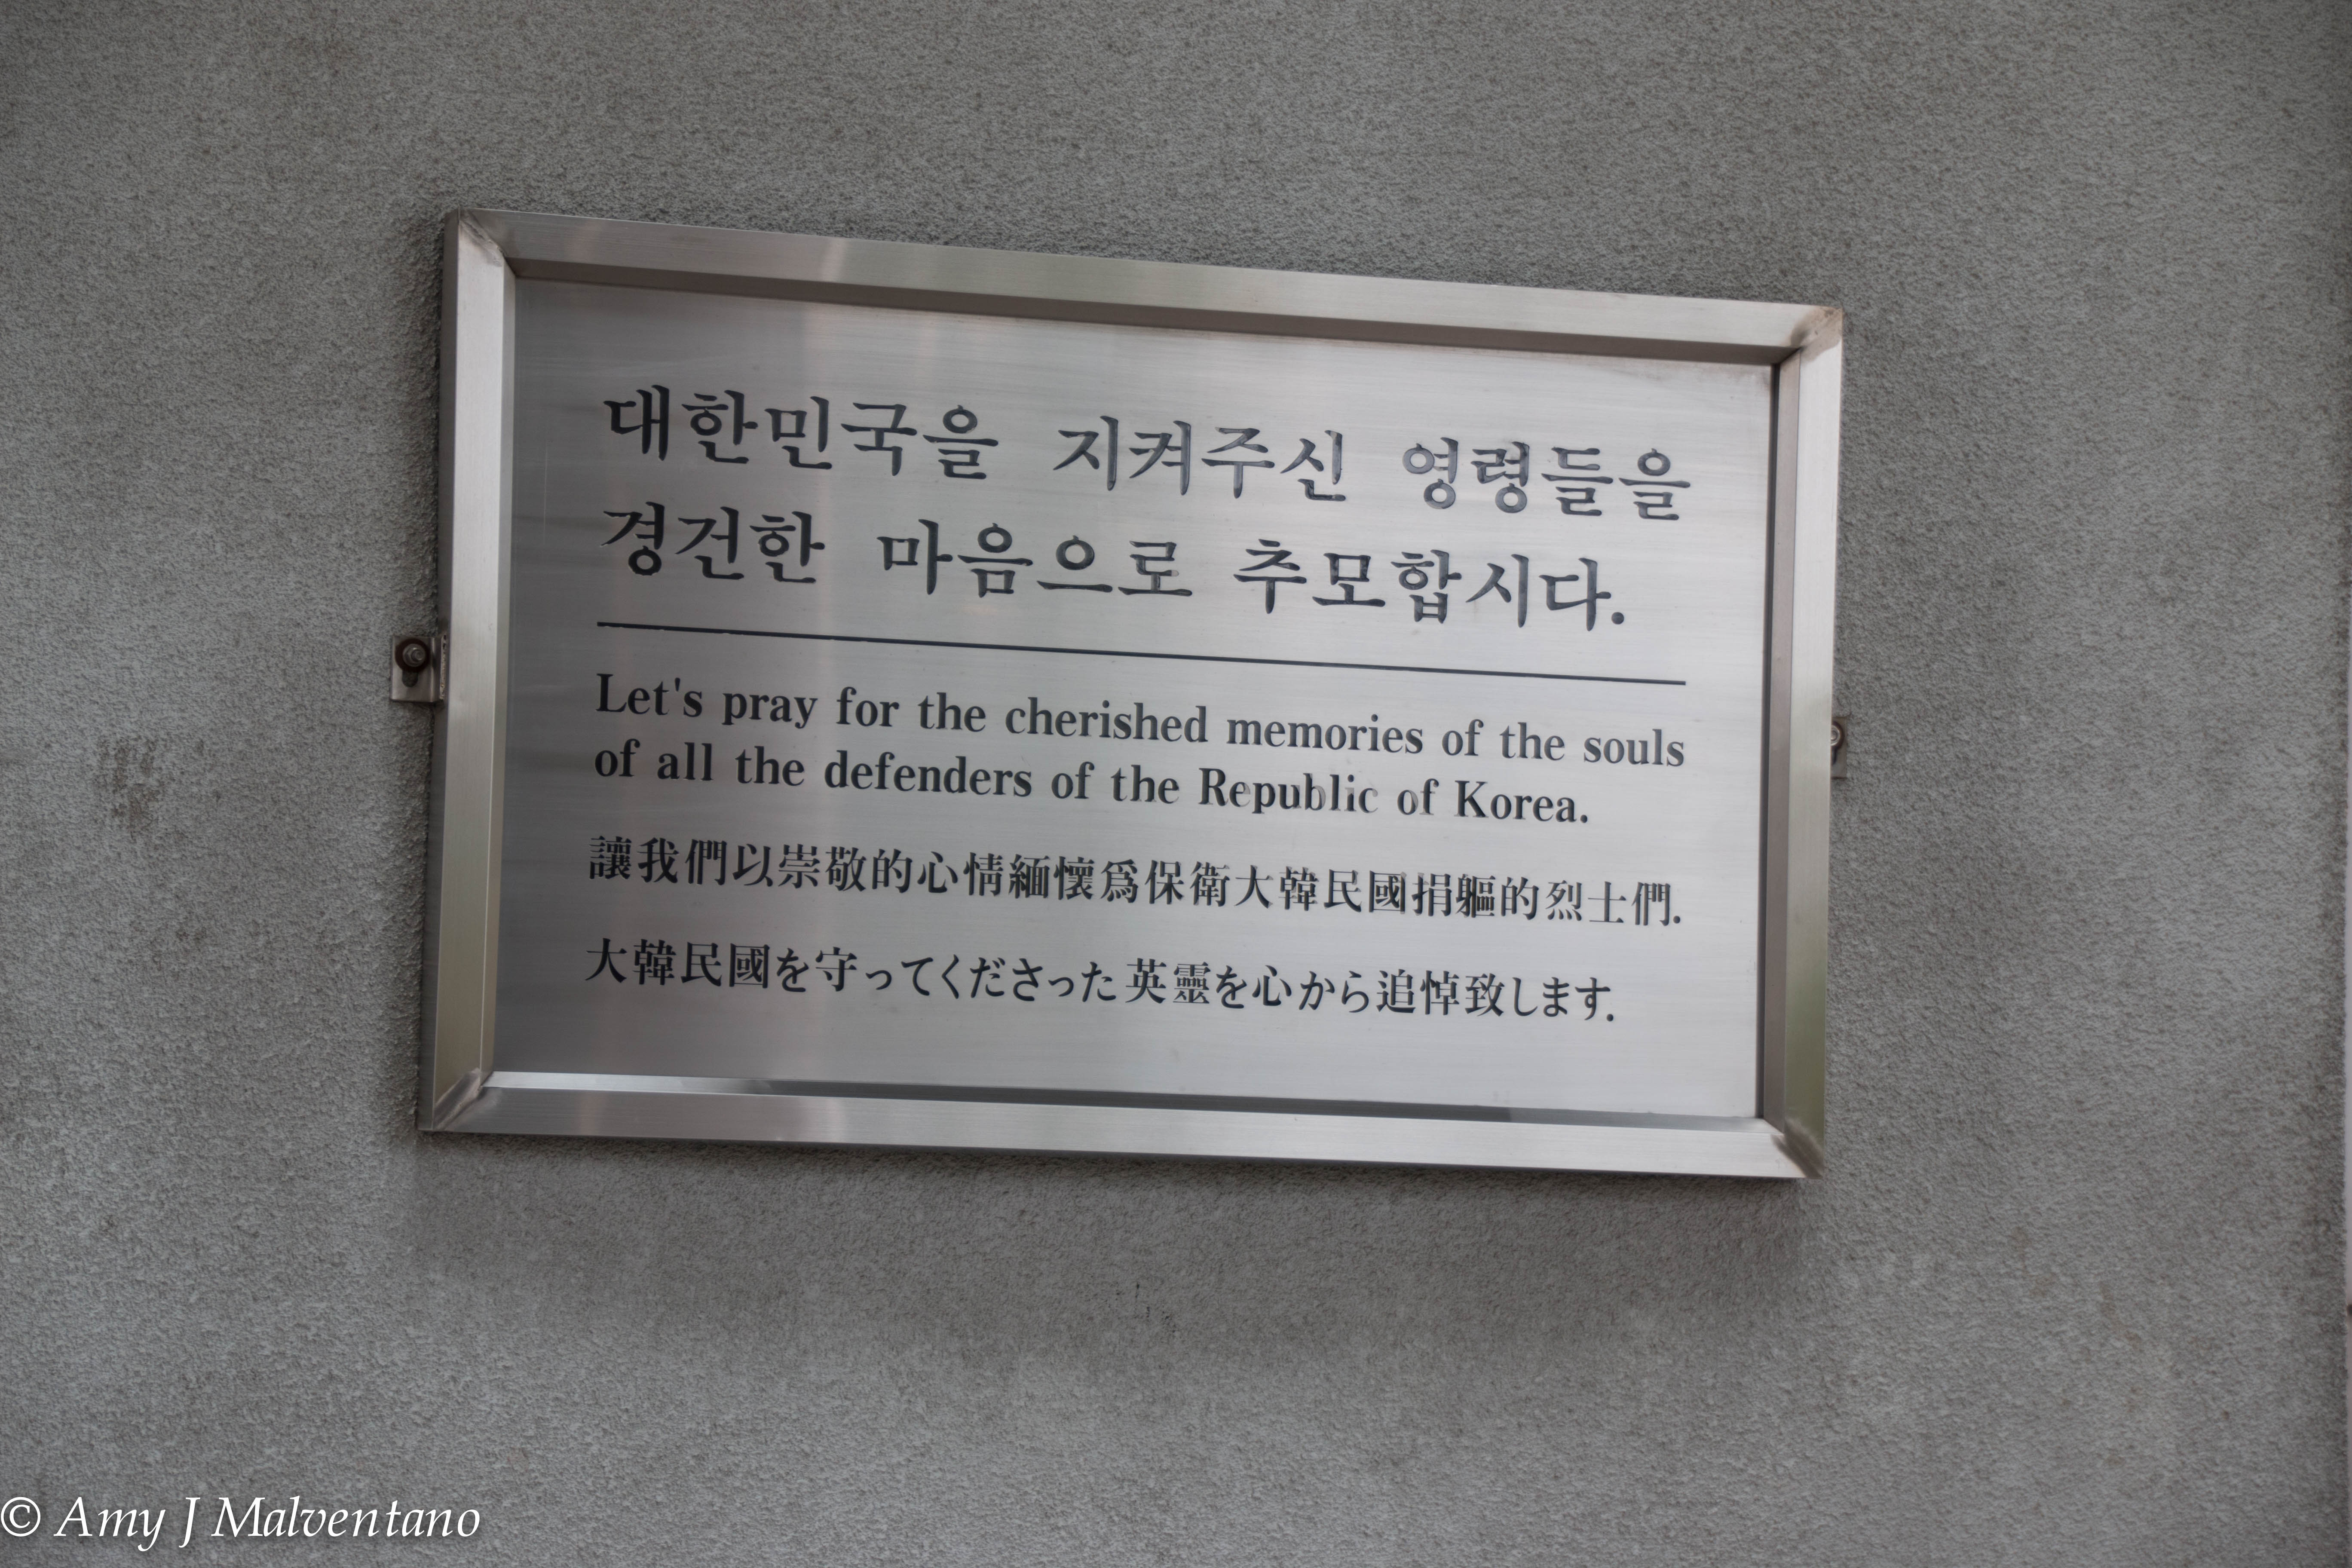 대한민국을 지켜주신 영령들을
경건한 마음으로 추모합시다.
Let's pray for the cherished memories of the souls
of all the defenders of the Republic of Korea.
讓我們以崇敬的心情緬懷爲保衛大韓民國捐軀的烈士們.
大韓民國を守ってくださった英靈を心から追悼致します.
© Amy J Malventano